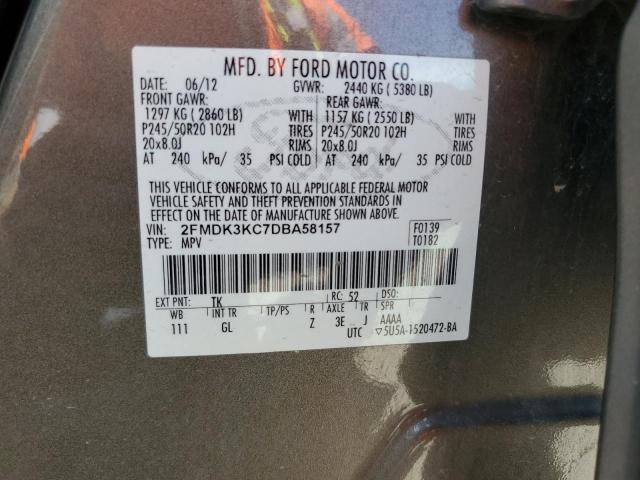 MFD. BY FORD MOTOR CO.
DATE: 06/12 GVWR: 2440 KG ( 5380 LB)
FRONT GAWR: REAR GAWR:
1297 KG ( 2860 LB) WITH 1157 KG ( 2550 LB) WITH
P245/50R20 102H TIRES P245/50R20 102H TIRES
20x8.0J RIMS 20x8.0J RIMS
AT 240 kPa/ 35 PSI COLD AT 240 kPa/ 35 PSI COLD
THIS VEHICLE CONFORMS TO ALL APPLICABLE FEDERAL MOTOR
VEHICLE SAFETY AND THEFT PREVENTION STANDARDS IN
EFFECT ON THE DATE OF MANUFACTURE SHOWN ABOVE.
VIN: 2FMDK3KC7DBA58157 F0139
TYPE: MPV T0182
EXT PNT: TK RC: 52 DSO:
WB INT TR TP/PS R AXLE TR SPR
111 GL Z 3E J AAAA
UTC ▽5U5A-1520472-BA